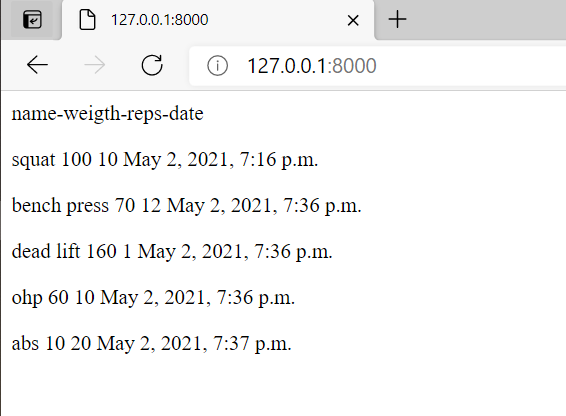 127.0.0.1:8000
127.0.0.1:8000
name-weigth-reps-date
squat 100 10 May 2, 2021, 7:16 p.m.
bench press 70 12 May 2, 2021, 7:36 p.m.
dead lift 160 1 May 2, 2021, 7:36 p.m.
ohp 60 10 May 2, 2021, 7:36 p.m.
abs 10 20 May 2, 2021, 7:37 p.m.